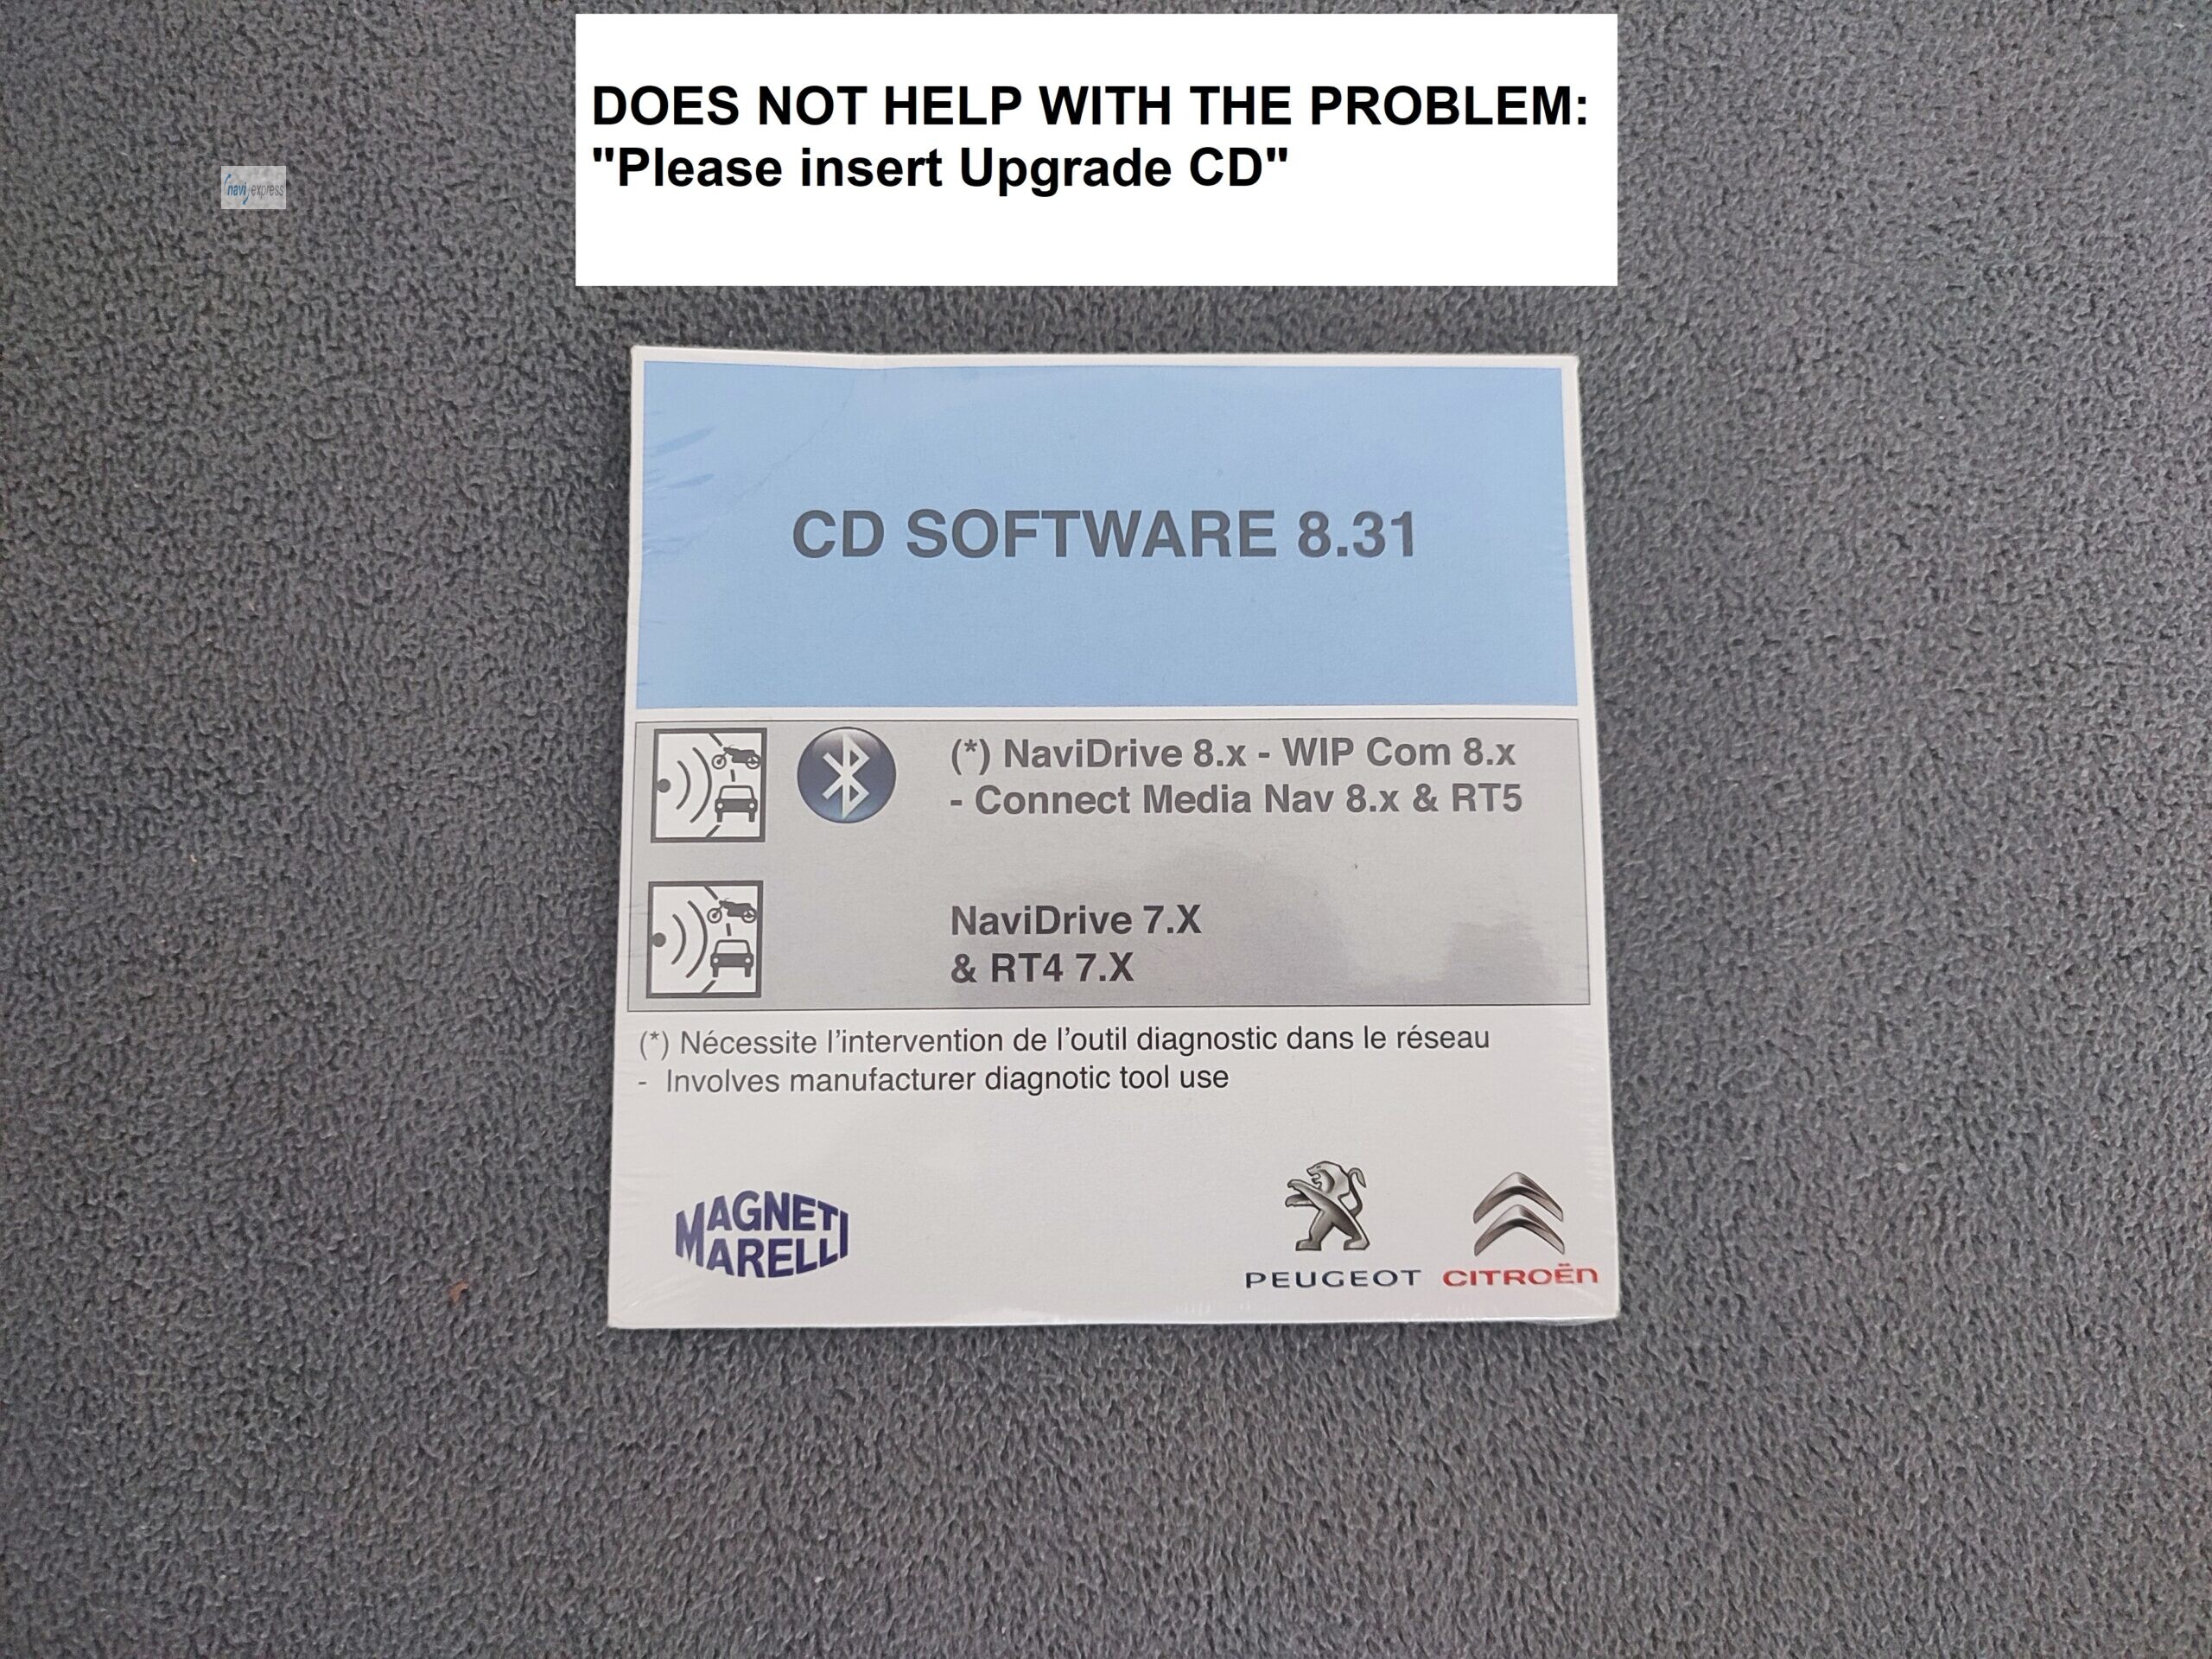 DOES NOT HELP WITH THE PROBLEM:
"Please insert Upgrade CD"
navi express
CD SOFTWARE 8.31
(*) NaviDrive 8.x - WIP Com 8.x
- Connect Media Nav 8.x & RT5
NaviDrive 7.X
& RT4 7.X
(*) Nécessite l'intervention de l'outil diagnostic dans le réseau
- Involves manufacturer diagnotic tool use
MAGNETI
MARELLI
PEUGEOT CITROËN